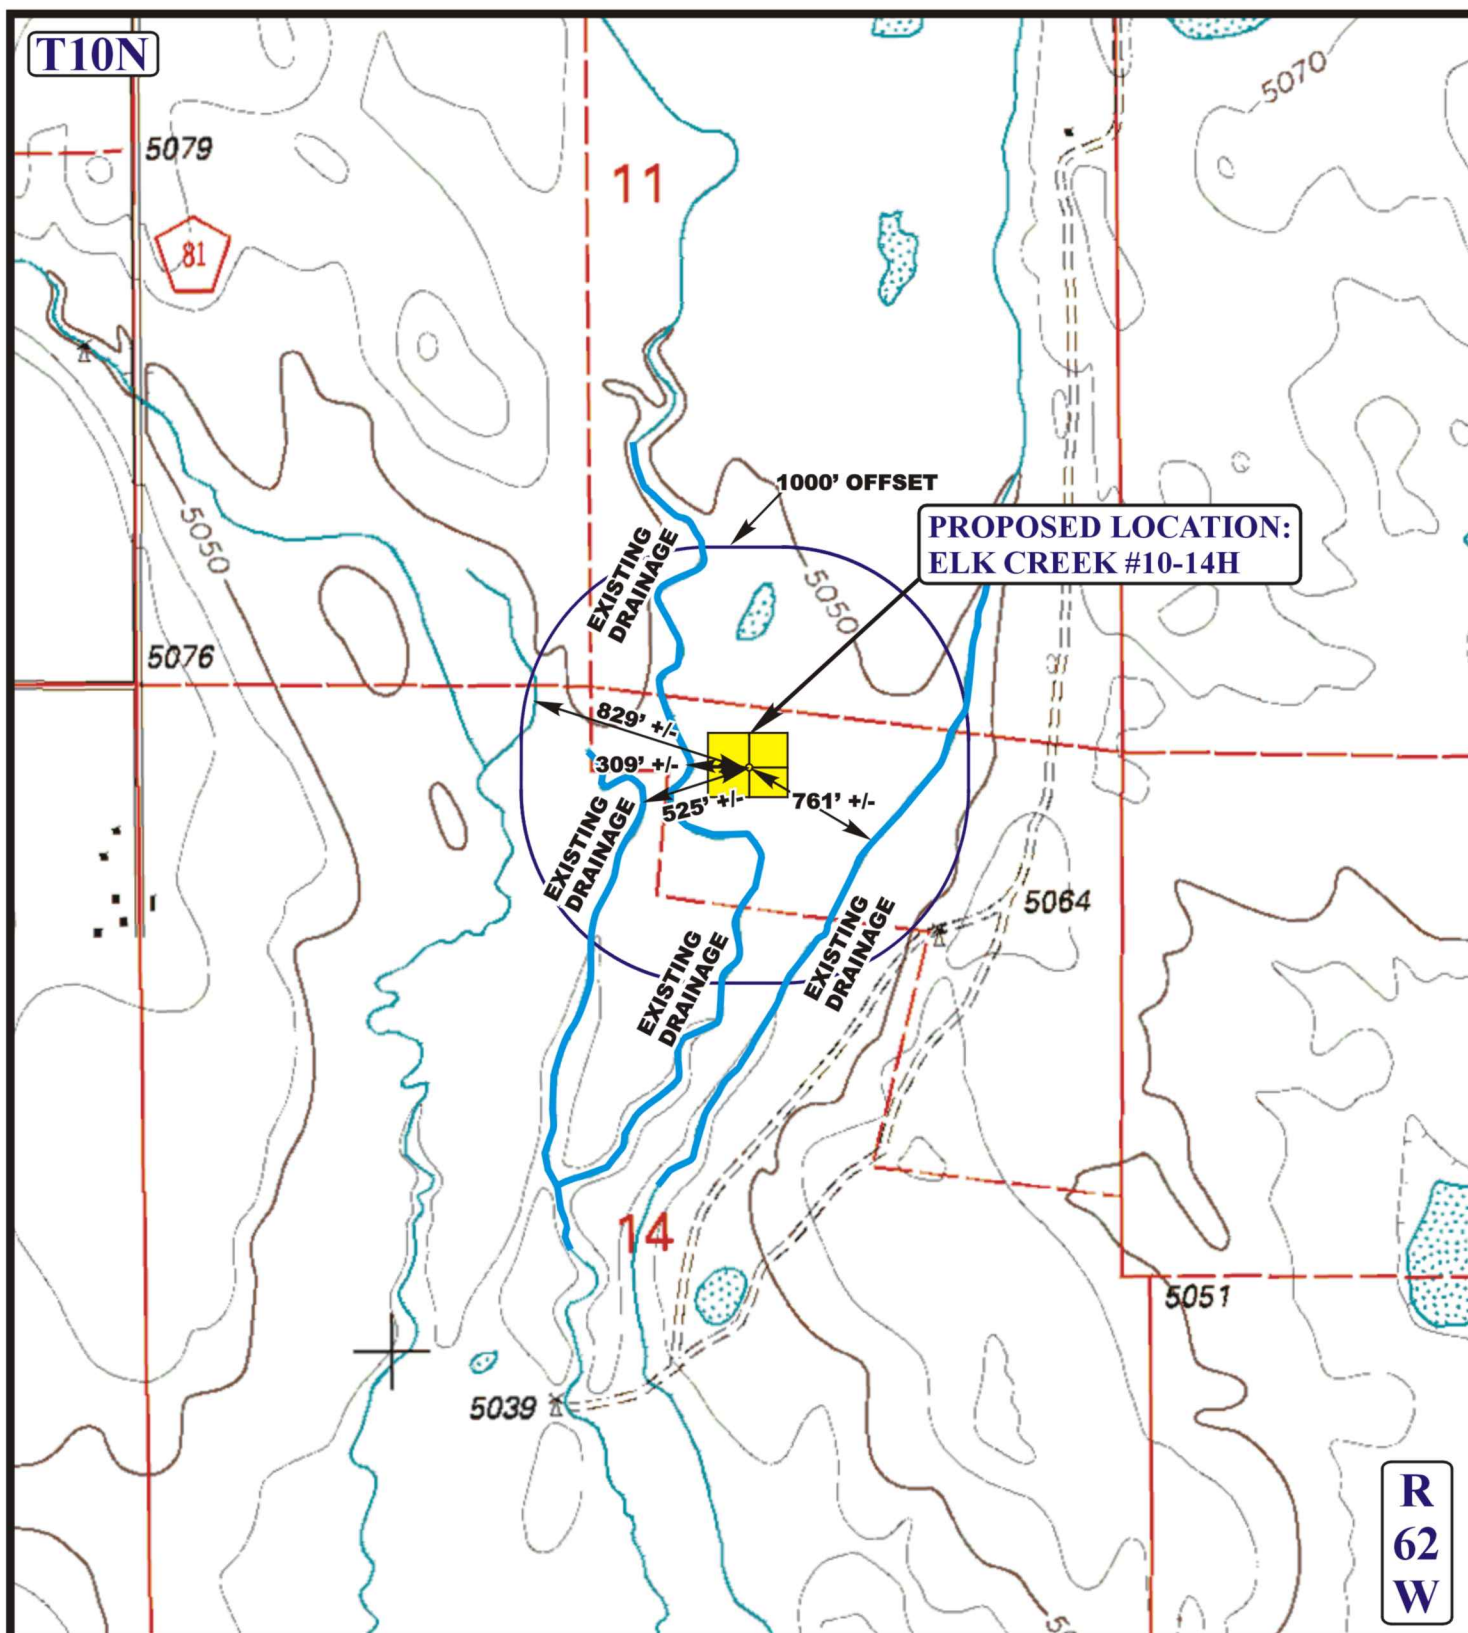 T10N
5070
5079
11
81
1000' OFFSET
PROPOSED LOCATION:
ELK CREEK #10-14H
5050
EXISTING
DRAINAGE
5050
5076
829' +/-
309' +/-
525' +/-
761' +/-
EXISTING
DRAINAGE
5064
EXISTING
DRAINAGE
EXISTING
DRAINAGE
14
5051
5039
R
62
W